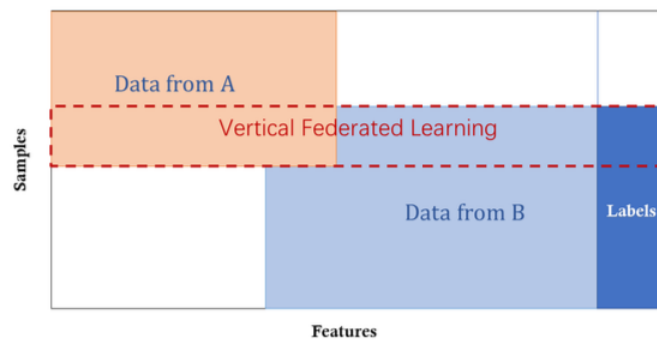 Data from A
Vertical Federated Learning
Samples
Data from B
Labels
Features